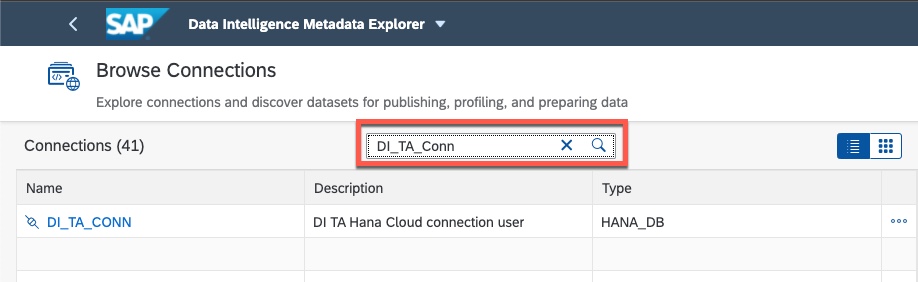 SAP Data Intelligence Metadata Explorer
Browse Connections
Explore connections and discover datasets for publishing, profiling, and preparing data
Connections (41) DI_TA_Conn
Name Description Type
DI_TA_CONN DI TA Hana Cloud connection user HANA_DB